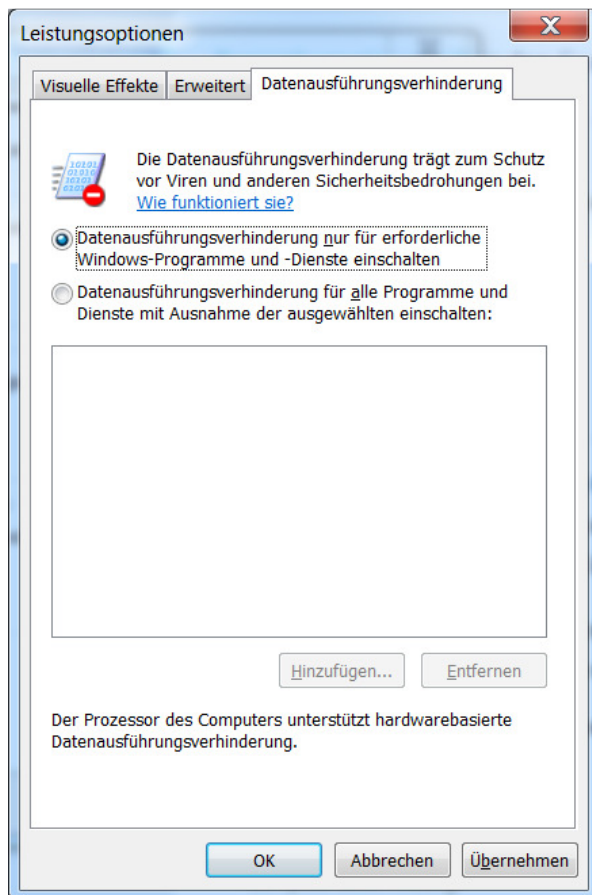 Leistungsoptionen
Visuelle Effekte
Erweitert
Datenausführungsverhinderung
Die Datenausführungsverhinderung trägt zum Schutz
vor Viren und anderen Sicherheitsbedrohungen bei.
Wie funktioniert sie?
Datenausführungsverhinderung nur für erforderliche
Windows-Programme und -Dienste einschalten
Datenausführungsverhinderung für alle Programme und
Dienste mit Ausnahme der ausgewählten einschalten:
Hinzufügen...
Entfernen
Der Prozessor des Computers unterstützt hardwarebasierte
Datenausführungsverhinderung.
OK
Abbrechen
Übernehmen